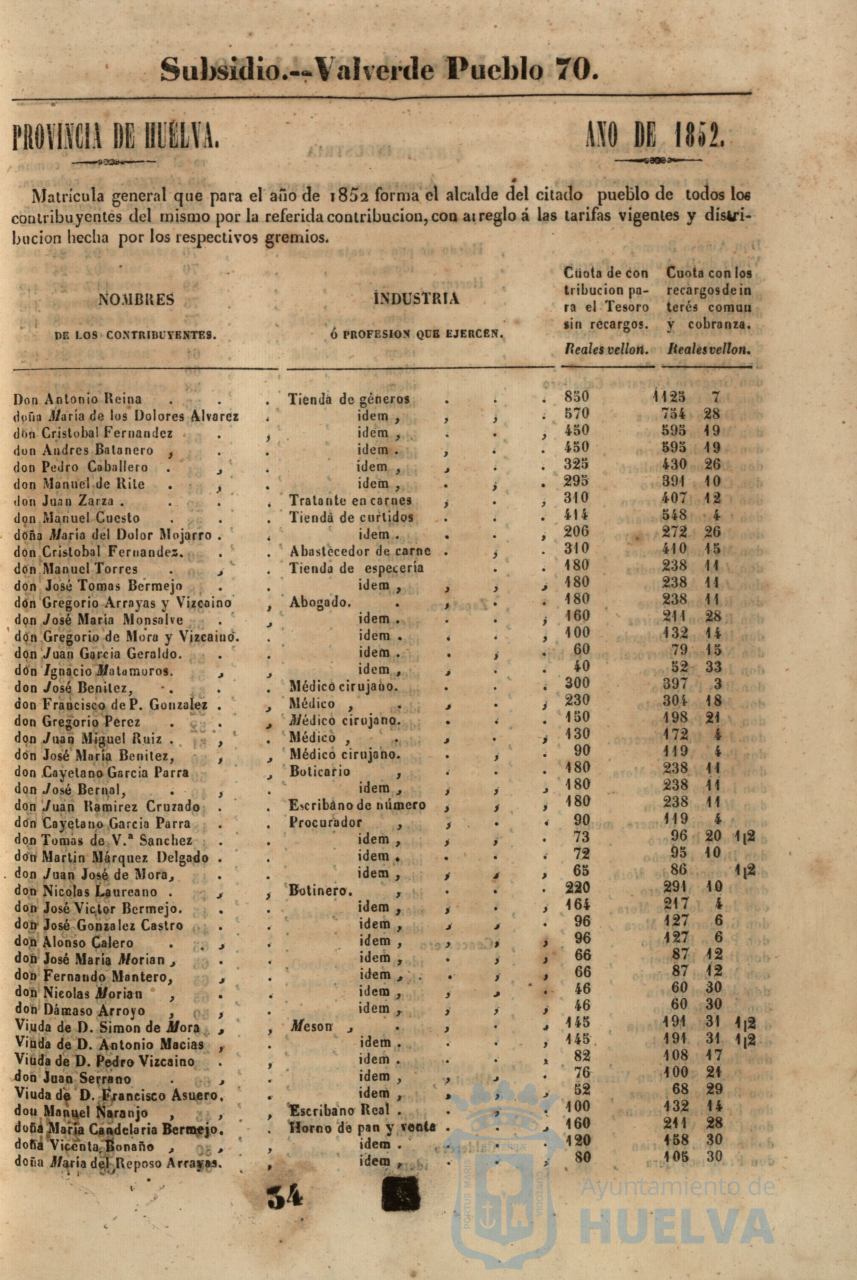 Subsidio.--Valverde Pueblo 70.
PROVINCIA DE HUELVA. AÑO DE 1852.
Matrícula general que para el año de 1852 forma el alcalde del citado pueblo de todos los
contribuyentes del mismo por la referida contribucion, con arreglo á las tarifas vigentes y distri-
bucion hecha por los respectivos gremios.
NOMBRES
DE LOS CONTRIBUYENTES.
INDUSTRIA
Ó PROFESION QUE EJERCEN.
Cuota de con
tribucion pa-
ra el Tesoro
sin recargos.
Reales vellon.
Cuota con los
recargos de in
terés comun
y cobranza.
Reales vellon.
Don Antonio Reina . . . Tienda de géneros . . . 850 1125 7
doña Maria de los Dolores Alvarez . idem , , , . 570 754 28
don Cristobal Fernandez . , idem , . . , 450 595 19
don Andres Batanero , . . idem . , . . 450 595 19
don Pedro Caballero . , . idem , , . . 325 430 26
don Manuel de Rite . , . idem , . , . 295 391 10
don Juan Zarza . . . . Tratante en carnes , . , 310 407 12
don Manuel Cuesto . . . Tienda de curtidos . . . 414 548 4
doña Maria del Dolor Mojarro . . idem . . . . 206 272 26
don Cristobal Fernandez. . . Abastecedor de carne . , . 310 410 15
don Manuel Torres . , . Tienda de especería . . 180 238 11
don José Tomas Bermejo . . idem , , , , 180 238 11
don Gregorio Arrayas y Vizcaino , Abogado. . , . 180 238 11
don José Maria Monsalve . , idem . . . , 160 211 28
don Gregorio de Mora y Vizcaino. . idem . . . , 100 132 14
don Juan Garcia Geraldo. . . idem . . , . 60 79 15
don Ignacio Matamoros. , , idem , , . . 40 52 33
don José Benitez, . . . Médico cirujano. . . . 300 397 3
don Francisco de P. Gonzalez . , Médico , . . . , 230 304 18
don Gregorio Perez . . , Médico cirujano. . . . 150 198 21
don Juan Miguel Ruiz . , . Médico , . , . , 130 172 4
don José Maria Benitez, , , Médico cirujano. . , . 90 119 4
don Cayetano Garcia Parra , Boticario , . . . 180 238 11
don José Bernal, . , . idem , , , , 180 238 11
don Juan Ramirez Cruzado . . Escribano de número , , , 180 238 11
don Cayetano Garcia Parra . . Procurador , , . . 90 119 4
don Tomas de V.ª Sanchez . . idem , , , . 73 96 20 1|2
don Martin Márquez Delgado . . idem . . . . 72 95 10
don Juan José de Mora, . . idem , , , , 65 86 1|2
don Nicolas Laureano . , , Botinero. , . . . 220 291 10
don José Victor Bermejo. . . idem , , . , 164 217 4
don José Gonzalez Castro . . idem , , , . 96 127 6
don Alonso Calero . . , . idem , , , , 96 127 6
don José Maria Morian , . . idem , , , . 66 87 12
don Fernando Mantero, , . idem , . . , . 66 87 12
don Nicolas Morian , . idem , , , . 46 60 30
don Dámaso Arroyo , , . idem , , , , 46 60 30
Viuda de D. Simon de Mora , , Meson , . , . , 145 191 31 1|2
Viuda de D. Antonio Macias , . idem . . . . 145 191 31 1|2
Viuda de D. Pedro Vizcaino . , idem . . . , 82 108 17
don Juan Serrano . , . idem , , , . 76 100 21
Viuda de D. Francisco Asuero. , idem , , , , 52 68 29
don Manuel Naranjo , , , Escribano Real . . , . 100 132 14
doña Maria Candelaria Bermejo. . Horno de pan y venta . . , 160 211 28
doña Vicenta Bonaño , , , idem . . . . 120 158 30
doña Maria del Reposo Arrayas. . idem , . . , 80 105 30
34
Ayuntamiento de
HUELVA